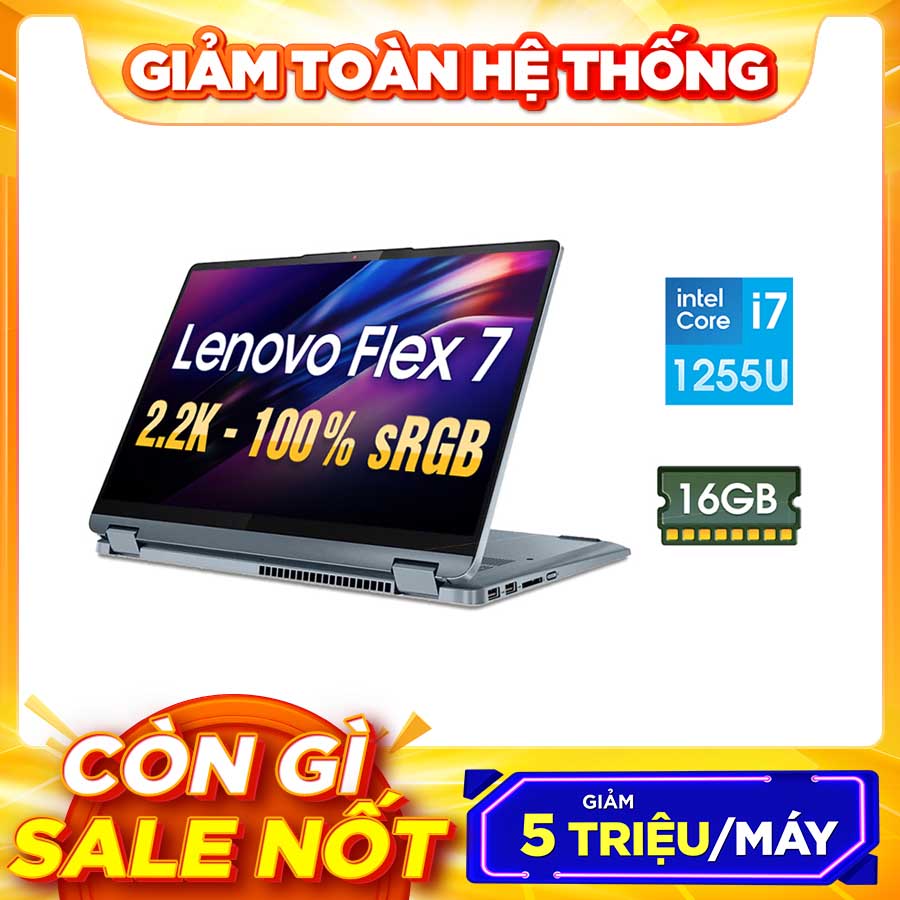 GIẢM TOÀN HỆ THỐNG
Lenovo Flex 7
2.2K - 100% sRGB
intel
Core i7
1255U
16GB
CÒN GÌ
SALE NỐT
GIẢM
5 TRIỆU/MÁY